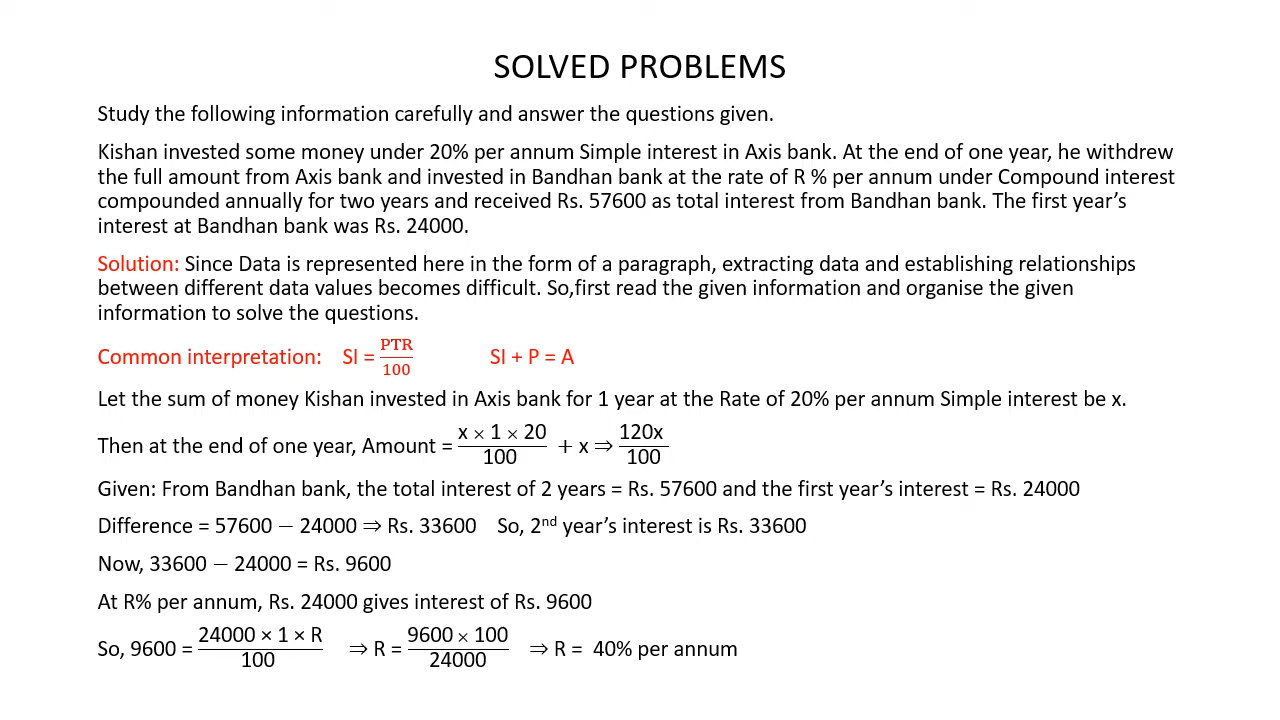 SOLVED PROBLEMS
Study the following information carefully and answer the questions given.
Kishan invested some money under 20% per annum Simple interest in Axis bank. At the end of one year, he withdrew
the full amount from Axis bank and invested in Bandhan bank at the rate of R % per annum under Compound interest
compounded annually for two years and received Rs. 57600 as total interest from Bandhan bank. The first year’s
interest at Bandhan bank was Rs. 24000.
Solution: Since Data is represented here in the form of a paragraph, extracting data and establishing relationships
between different data values becomes difficult. So,first read the given information and organise the given
information to solve the questions.
Common interpretation: SI = PTR/100 SI + P = A
Let the sum of money Kishan invested in Axis bank for 1 year at the Rate of 20% per annum Simple interest be x.
Then at the end of one year, Amount = x × 1 × 20/100 + x ⇒ 120x/100
Given: From Bandhan bank, the total interest of 2 years = Rs. 57600 and the first year’s interest = Rs. 24000
Difference = 57600 − 24000 ⇒ Rs. 33600 So, 2nd year’s interest is Rs. 33600
Now, 33600 − 24000 = Rs. 9600
At R% per annum, Rs. 24000 gives interest of Rs. 9600
So, 9600 = 24000 × 1 × R/100 ⇒ R = 9600 × 100/24000 ⇒ R = 40% per annum